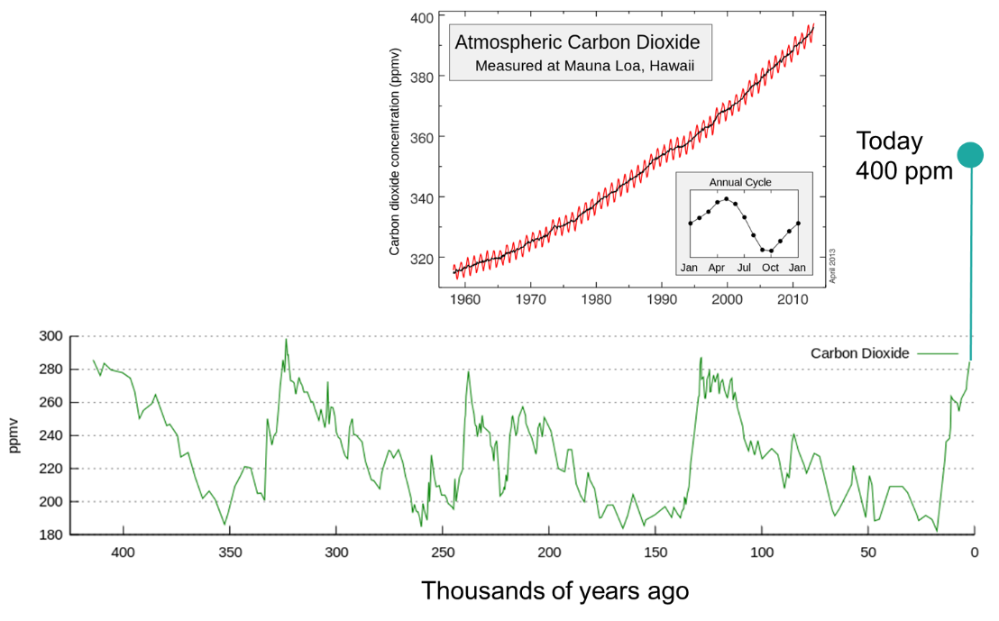 400
380
360
340
320
Carbon dioxide concentration (ppmv)
Atmospheric Carbon Dioxide
Measured at Mauna Loa, Hawaii
Annual Cycle
Jan Apr Jul Oct Jan
April 2013
1960 1970 1980 1990 2000 2010
Today
400 ppm
300
280
260
240
220
200
180
ppmv
Carbon Dioxide
400 350 300 250 200 150 100 50 0
Thousands of years ago